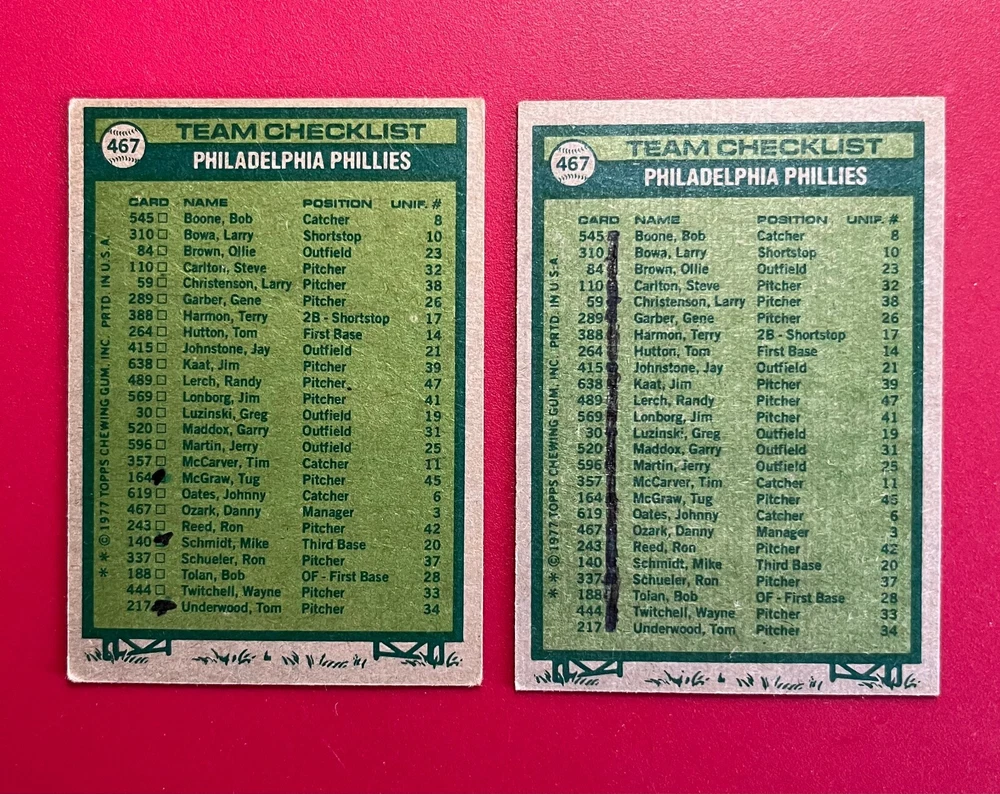 467
TEAM CHECKLIST
PHILADELPHIA PHILLIES
CARD NAME POSITION UNIF. #
545 Boone, Bob Catcher 8
310 Bowa, Larry Shortstop 10
84 Brown, Ollie Outfield 23
110 Carlton, Steve Pitcher 32
59 Christenson, Larry Pitcher 38
289 Garber, Gene Pitcher 26
388 Harmon, Terry 2B - Shortstop 17
264 Hutton, Tom First Base 14
415 Johnstone, Jay Outfield 21
638 Kaat, Jim Pitcher 39
489 Lerch, Randy Pitcher 47
569 Lonborg, Jim Pitcher 41
30 Luzinski, Greg Outfield 19
520 Maddox, Garry Outfield 31
596 Martin, Jerry Outfield 25
357 McCarver, Tim Catcher 11
164 McGraw, Tug Pitcher 45
619 Oates, Johnny Catcher 6
467 Ozark, Danny Manager 3
243 Reed, Ron Pitcher 42
140 Schmidt, Mike Third Base 20
337 Schueler, Ron Pitcher 37
188 Tolan, Bob OF - First Base 28
444 Twitchell, Wayne Pitcher 33
217 Underwood, Tom Pitcher 34
* * © 1977 TOPPS CHEWING GUM, INC. PRTD. IN U.S.A.
467
TEAM CHECKLIST
PHILADELPHIA PHILLIES
CARD NAME POSITION UNIF. #
545 Boone, Bob Catcher 8
310 Bowa, Larry Shortstop 10
84 Brown, Ollie Outfield 23
110 Carlton, Steve Pitcher 32
59 Christenson, Larry Pitcher 38
289 Garber, Gene Pitcher 26
388 Harmon, Terry 2B - Shortstop 17
264 Hutton, Tom First Base 14
415 Johnstone, Jay Outfield 21
638 Kaat, Jim Pitcher 39
489 Lerch, Randy Pitcher 47
569 Lonborg, Jim Pitcher 41
30 Luzinski, Greg Outfield 19
520 Maddox, Garry Outfield 31
596 Martin, Jerry Outfield 25
357 McCarver, Tim Catcher 11
164 McGraw, Tug Pitcher 45
619 Oates, Johnny Catcher 6
467 Ozark, Danny Manager 3
243 Reed, Ron Pitcher 42
140 Schmidt, Mike Third Base 20
337 Schueler, Ron Pitcher 37
188 Tolan, Bob OF - First Base 28
444 Twitchell, Wayne Pitcher 33
217 Underwood, Tom Pitcher 34
* * © 1977 TOPPS CHEWING GUM, INC. PRTD. IN U.S.A.